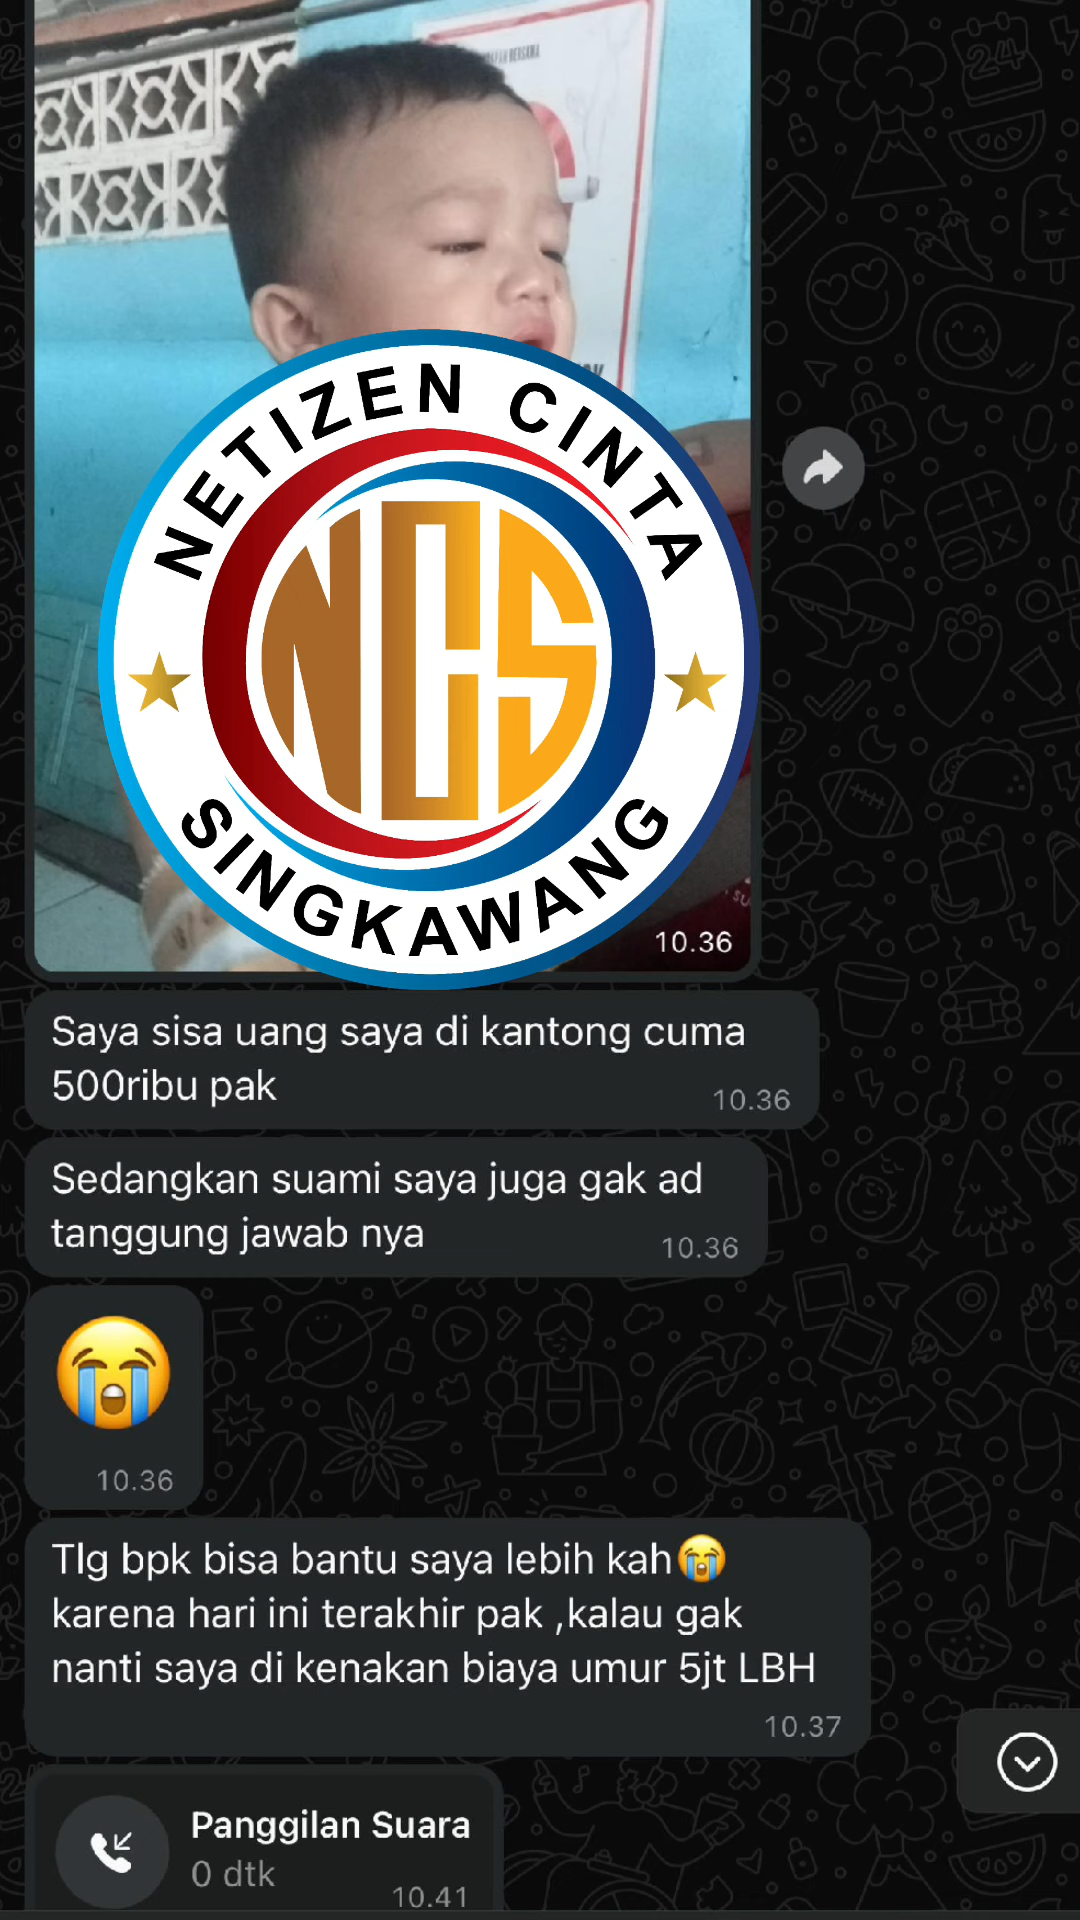 NETIZEN CINTA
NCS
SINGKAWANG
10.36
Saya sisa uang saya di kantong cuma
500ribu pak
10.36
Sedangkan suami saya juga gak ad
tanggung jawab nya
10.36
😭
10.36
Tlg bpk bisa bantu saya lebih kah😭
karena hari ini terakhir pak ,kalau gak
nanti saya di kenakan biaya umur 5jt LBH
10.37
Panggilan Suara
0 dtk
10.41